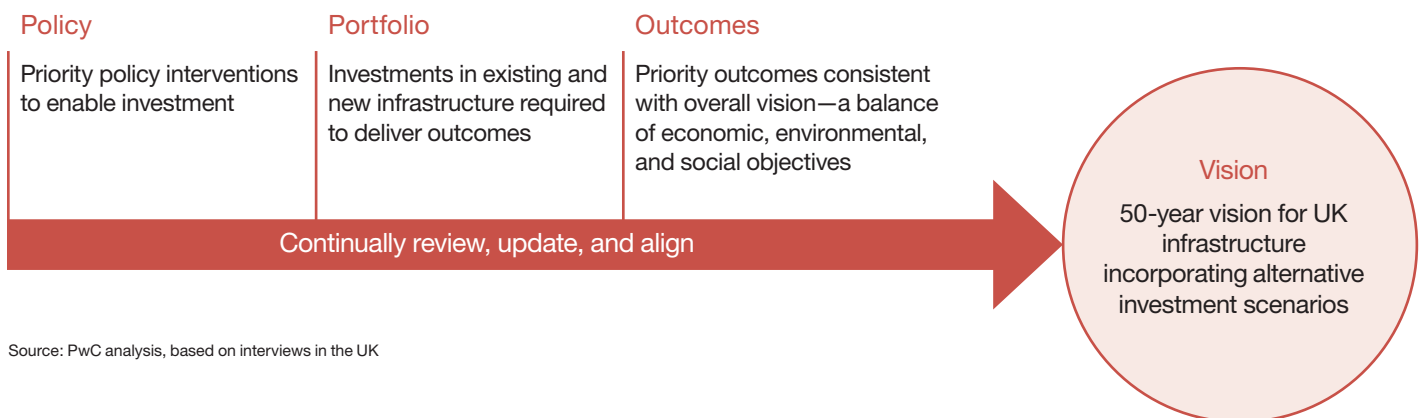 Policy
Priority policy interventions
to enable investment
Portfolio
Investments in existing and
new infrastructure required
to deliver outcomes
Outcomes
Priority outcomes consistent
with overall vision—a balance
of economic, environmental,
and social objectives
Continually review, update, and align
Vision
50-year vision for UK
infrastructure
incorporating alternative
investment scenarios
Source: PwC analysis, based on interviews in the UK